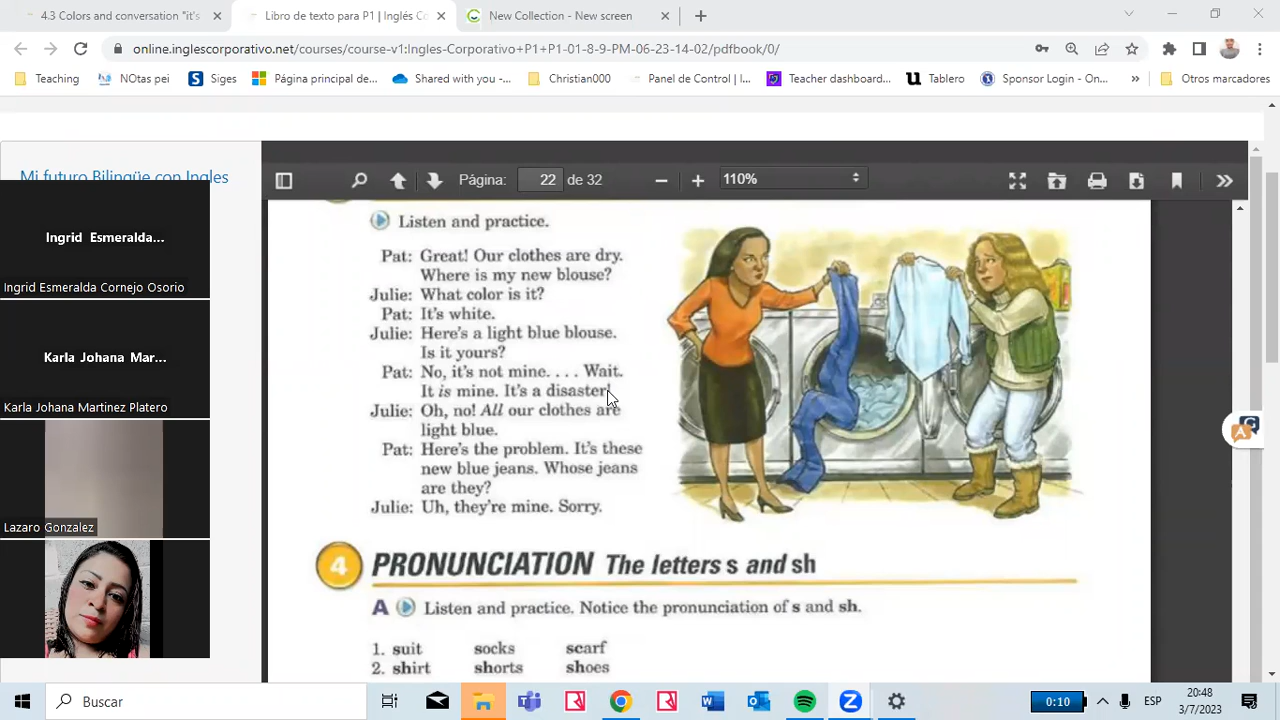 4.3 Colors and conversation "it's
Libro de texto para P1 | Inglés Co
New Collection - New screen
online.inglescorporativo.net/courses/course-v1:Ingles-Corporativo+P1+P1-01-8-9-PM-06-23-14-02/pdfbook/0/
Teaching
NOtas pei
Siges
Página principal de...
Shared with you -...
Christian000
Panel de Control | I...
Teacher dashboard...
Tablero
Sponsor Login - On...
Otros marcadores
Mi futuro Bilingüe con Ingles
Página: 22 de 32
110%
Ingrid Esmeralda...
Ingrid Esmeralda Cornejo Osorio
Karla Johana Mar...
Karla Johana Martinez Platero
Lazaro Gonzalez
Listen and practice.
Pat: Great! Our clothes are dry.
Where is my new blouse?
Julie: What color is it?
Pat: It's white.
Julie: Here's a light blue blouse.
Is it yours?
Pat: No, it's not mine. . . . Wait.
It is mine. It's a disaster!
Julie: Oh, no! All our clothes are
light blue.
Pat: Here's the problem. It's these
new blue jeans. Whose jeans
are they?
Julie: Uh, they're mine. Sorry.
4 PRONUNCIATION The letters s and sh
A Listen and practice. Notice the pronunciation of s and sh.
1. suit socks scarf
2. shirt shorts shoes
Buscar
0:10
ESP
20:48
3/7/2023